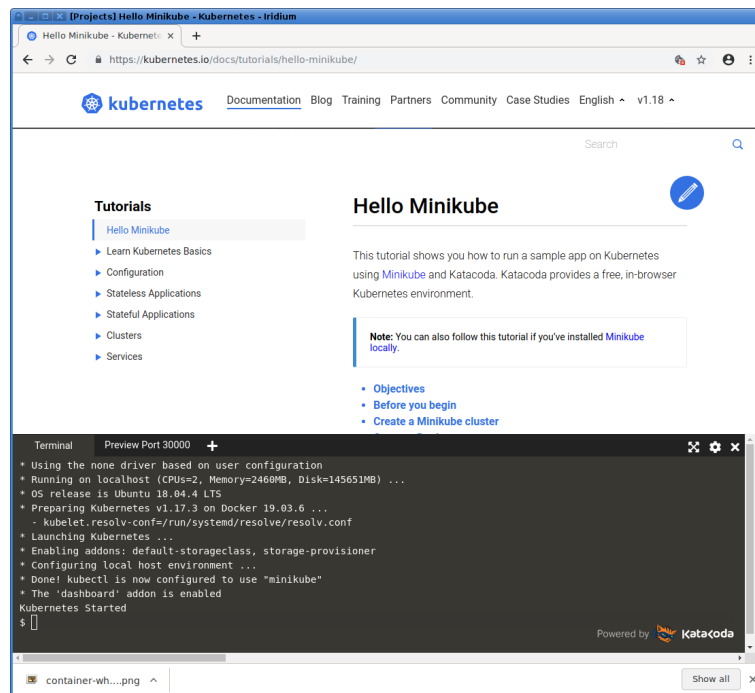 [Projects] Hello Minikube - Kubernetes - Iridium
Hello Minikube - Kubernete
https://kubernetes.io/docs/tutorials/hello-minikube/
kubernetes
Documentation Blog Training Partners Community Case Studies English v1.18
Search
Tutorials
Hello Minikube
Learn Kubernetes Basics
Configuration
Stateless Applications
Stateful Applications
Clusters
Services
Hello Minikube
This tutorial shows you how to run a sample app on Kubernetes
using Minikube and Katacoda. Katacoda provides a free, in-browser
Kubernetes environment.
Note: You can also follow this tutorial if you've installed Minikube
locally.
• Objectives
• Before you begin
• Create a Minikube cluster
Terminal Preview Port 30000 +
* Using the none driver based on user configuration
* Running on localhost (CPUs=2, Memory=2460MB, Disk=145651MB) ...
* OS release is Ubuntu 18.04.4 LTS
* Preparing Kubernetes v1.17.3 on Docker 19.03.6 ...
- kubelet.resolv-conf=/run/systemd/resolve/resolv.conf
* Launching Kubernetes ...
* Enabling addons: default-storageclass, storage-provisioner
* Configuring local host environment ...
* Done! kubectl is now configured to use "minikube"
* The 'dashboard' addon is enabled
Kubernetes Started
$
Powered by Katacoda
container-wh....png
Show all